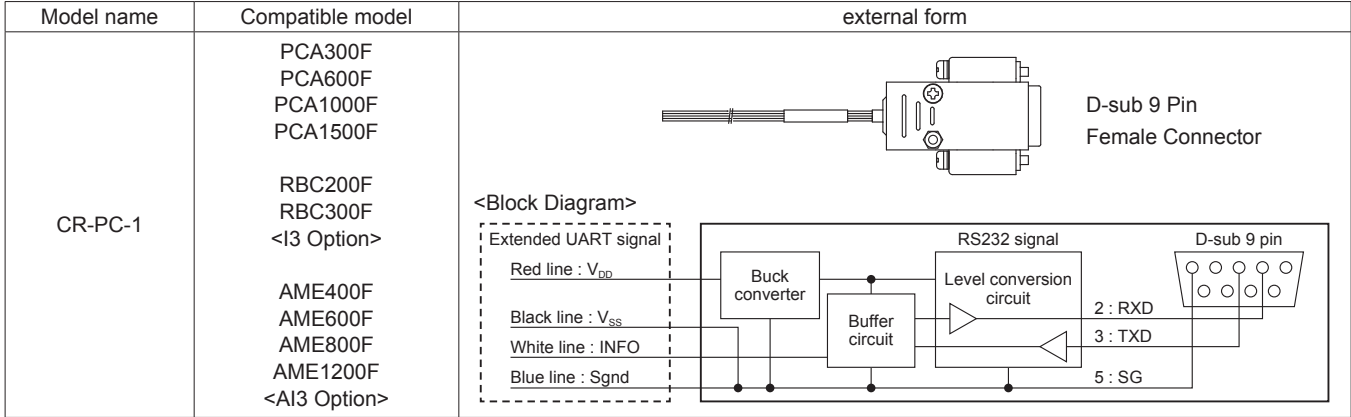 Model name
Compatible model
external form
CR-PC-1
PCA300F
PCA600F
PCA1000F
PCA1500F
RBC200F
RBC300F
<I3 Option>
AME400F
AME600F
AME800F
AME1200F
<AI3 Option>
D-sub 9 Pin
Female Connector
<Block Diagram>
Extended UART signal
Red line : VDD
Black line : VSS
White line : INFO
Blue line : Sgnd
Buck
converter
Buffer
circuit
RS232 signal
Level conversion
circuit
2 : RXD
3 : TXD
5 : SG
D-sub 9 pin